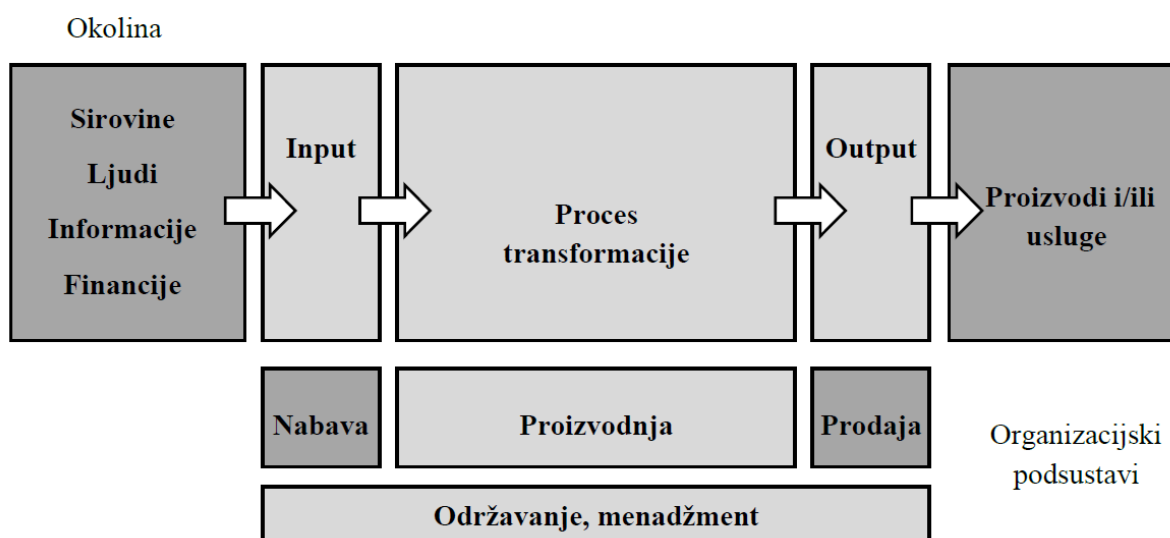 Okolina
Sirovine
Ljudi
Informacije
Financije
Input
Proces
transformacije
Output
Proizvodi i/ili
usluge
Nabava
Proizvodnja
Prodaja
Organizacijski
podsustavi
Održavanje, menadžment